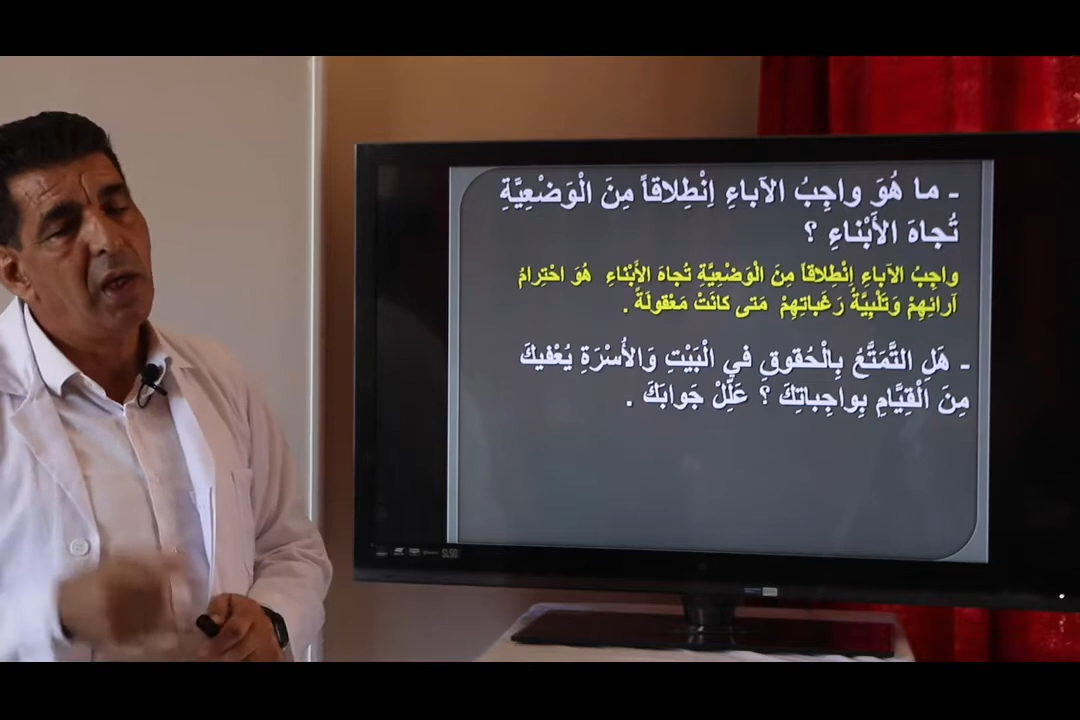 - ما هُوَ واجِبُ الآباءِ اِنْطِلاقاً مِنَ الْوَضْعِيَّةِ
تُجاهَ الأَبْناءِ ؟
واجِبُ الآباءِ اِنْطِلاقاً مِنَ الْوَضْعِيَّةِ تُجاهَ الأَبْناءِ هُوَ احْتِرامُ
آرائِهِمْ وَتَلْبِيَّةُ رَغَباتِهِمْ مَتى كانَتْ مَعْقولَةً .
- هَلِ التَّمَتَّعُ بِالْحُقوقِ في الْبَيْتِ وَالأُسْرَةِ يُعْفيكَ
مِنَ الْقِيَّامِ بِواجِباتِكَ ؟ عَلِّلْ جَوابَكَ .